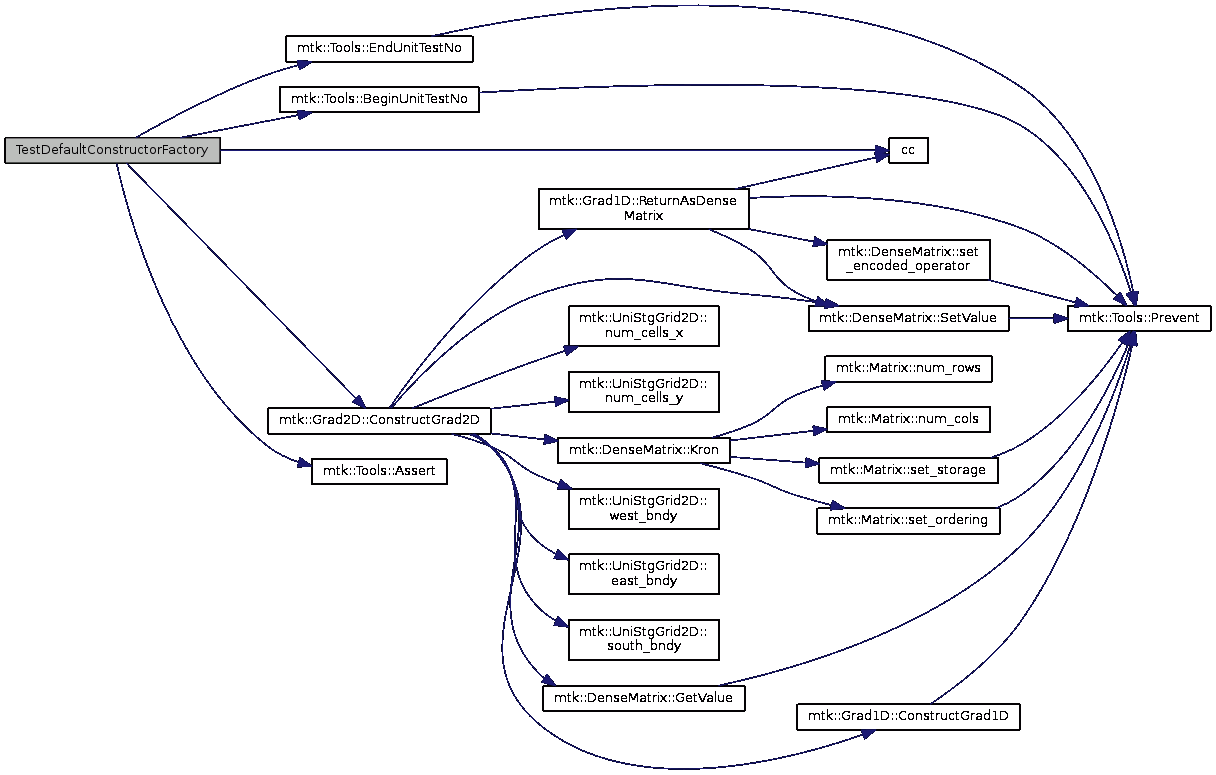 mtk::Tools::EndUnitTestNo
mtk::Tools::BeginUnitTestNo
TestDefaultConstructorFactory
cc
mtk::Grad1D::ReturnAsDense
Matrix
mtk::DenseMatrix::set
_encoded_operator
mtk::UniStgGrid2D::
num_cells_x
mtk::DenseMatrix::SetValue
mtk::Tools::Prevent
mtk::Matrix::num_rows
mtk::UniStgGrid2D::
num_cells_y
mtk::Grad2D::ConstructGrad2D
mtk::Matrix::num_cols
mtk::DenseMatrix::Kron
mtk::Tools::Assert
mtk::Matrix::set_storage
mtk::UniStgGrid2D::
west_bndy
mtk::Matrix::set_ordering
mtk::UniStgGrid2D::
east_bndy
mtk::UniStgGrid2D::
south_bndy
mtk::DenseMatrix::GetValue
mtk::Grad1D::ConstructGrad1D